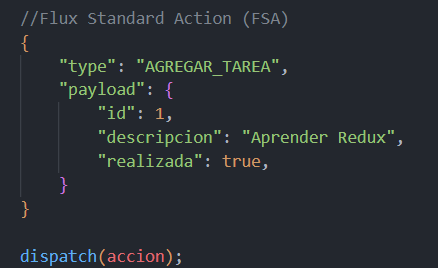 //Flux Standard Action (FSA)
{
    "type": "AGREGAR_TAREA",
    "payload": {
        "id": 1,
        "descripcion": "Aprender Redux",
        "realizada": true,
    }
}

dispatch(accion);